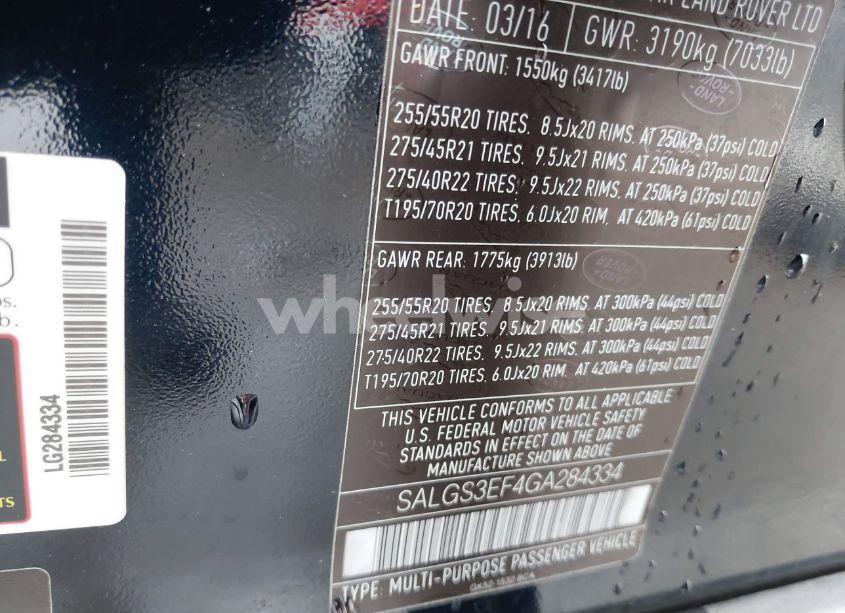 LAND ROVER LTD
DATE: 03/16
GWR: 3190kg (7033lb)
GAWR FRONT: 1550kg (3417lb)
255/55R20 TIRES. 8.5Jx20 RIMS. AT 250kPa (37psi) COLD
275/45R21 TIRES. 9.5Jx21 RIMS. AT 250kPa (37psi) COLD
275/40R22 TIRES. 9.5Jx22 RIMS. AT 250kPa (37psi) COLD
T195/70R20 TIRES. 6.0Jx20 RIM. AT 420kPa (61psi) COLD
GAWR REAR: 1775kg (3913lb)
255/55R20 TIRES. 8.5Jx20 RIMS. AT 300kPa (44psi) COLD
275/45R21 TIRES. 9.5Jx21 RIMS. AT 300kPa (44psi) COLD
275/40R22 TIRES. 9.5Jx22 RIMS. AT 300kPa (44psi) COLD
T195/70R20 TIRES. 6.0Jx20 RIM. AT 420kPa (61psi) COLD
THIS VEHICLE CONFORMS TO ALL APPLICABLE
U.S. FEDERAL MOTOR VEHICLE SAFETY
STANDARDS IN EFFECT ON THE DATE OF
MANUFACTURE SHOWN ABOVE
SALGS3EF4GA284334
TYPE: MULTI-PURPOSE PASSENGER VEHICLE
LG284334
LAND-
ROVER